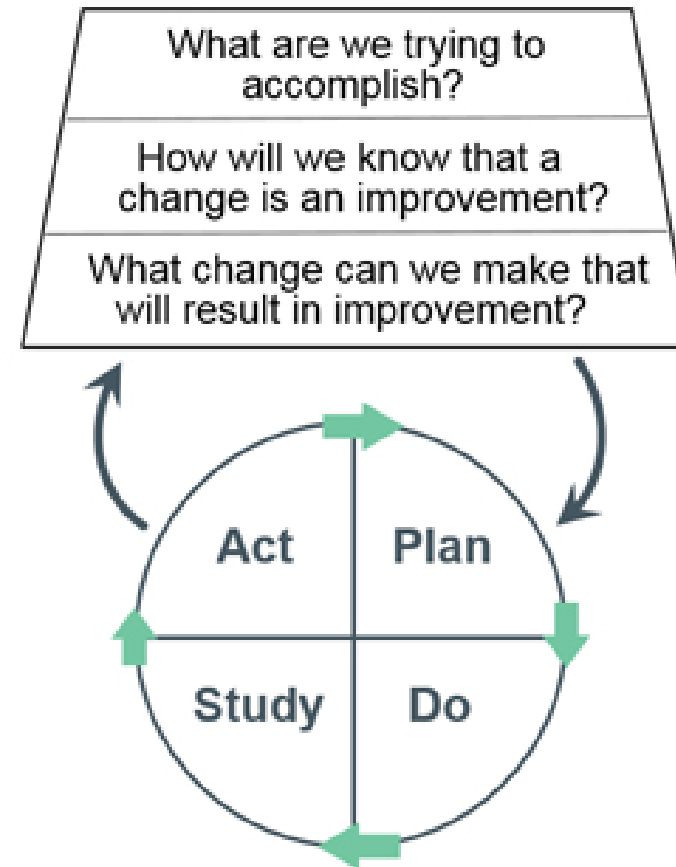 What are we trying to
accomplish?
How will we know that a
change is an improvement?
What change can we make that
will result in improvement?
Act
Plan
Study
Do